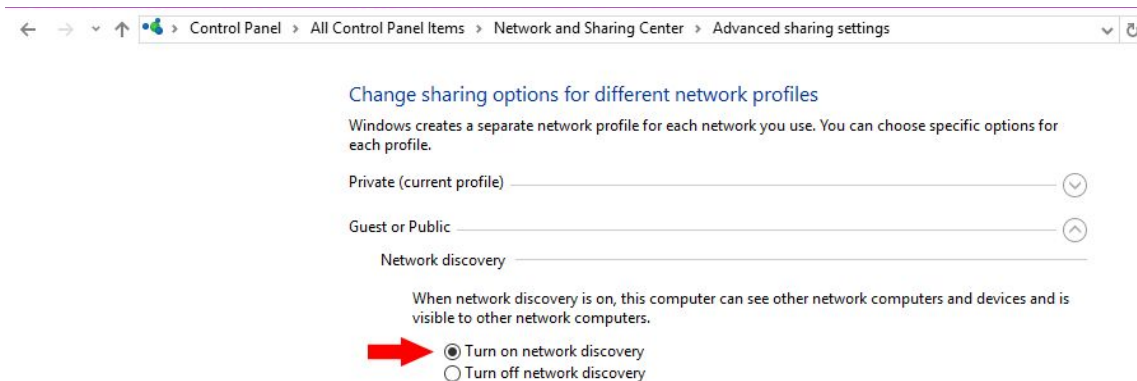 Control Panel > All Control Panel Items > Network and Sharing Center > Advanced sharing settings
Change sharing options for different network profiles
Windows creates a separate network profile for each network you use. You can choose specific options for
each profile.
Private (current profile)
Guest or Public
Network discovery
When network discovery is on, this computer can see other network computers and devices and is
visible to other network computers.
Turn on network discovery
Turn off network discovery